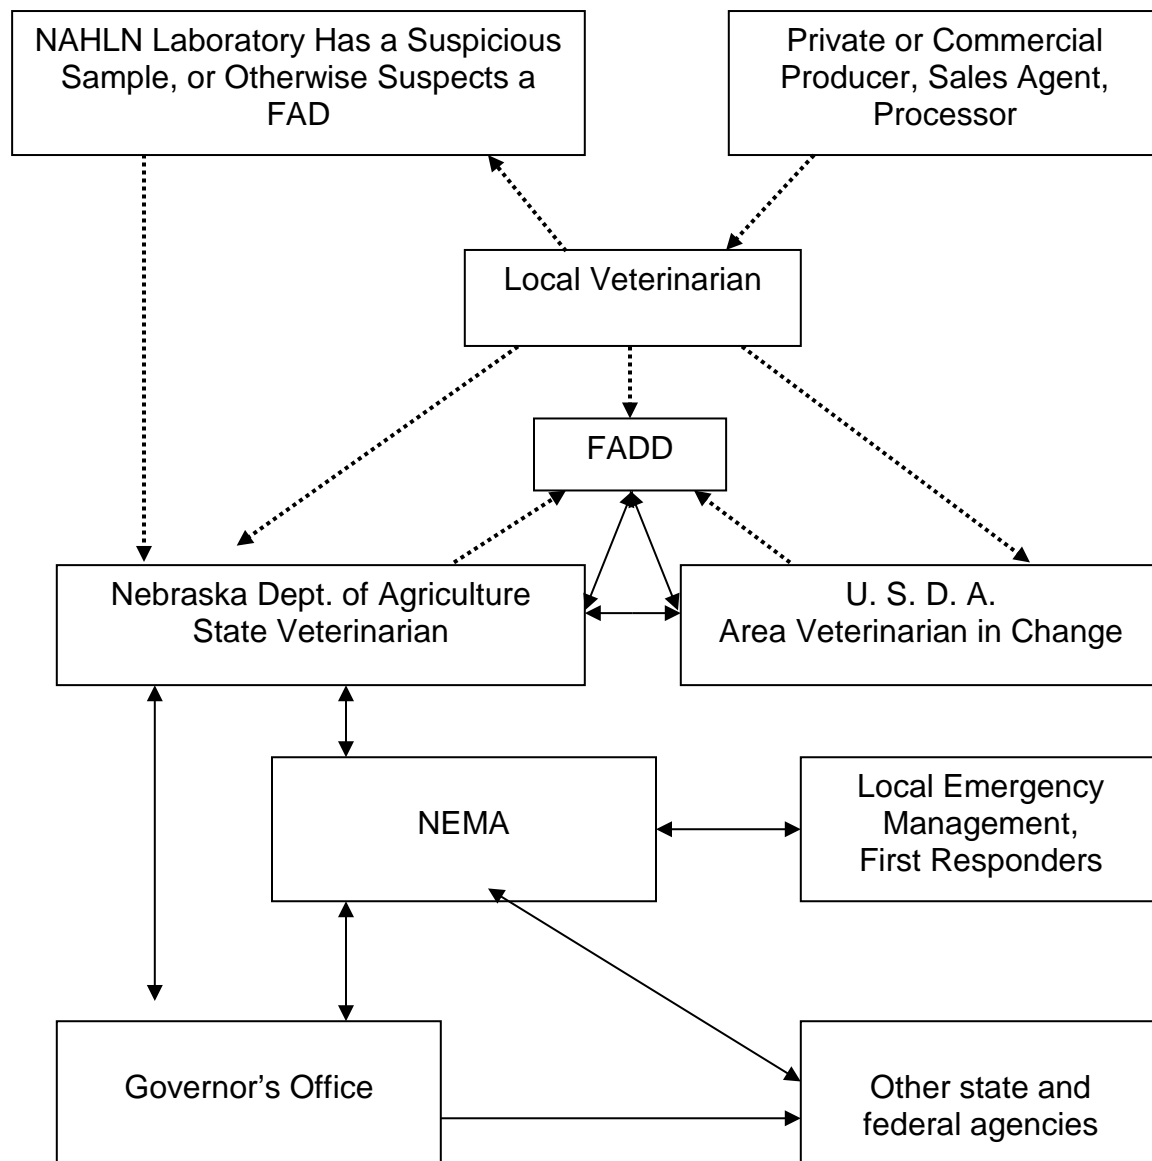 NAHLN Laboratory Has a Suspicious
Sample, or Otherwise Suspects a
FAD
Private or Commercial
Producer, Sales Agent,
Processor
Local Veterinarian
FADD
Nebraska Dept. of Agriculture
State Veterinarian
U. S. D. A.
Area Veterinarian in Change
NEMA
Local Emergency
Management,
First Responders
Governor’s Office
Other state and
federal agencies